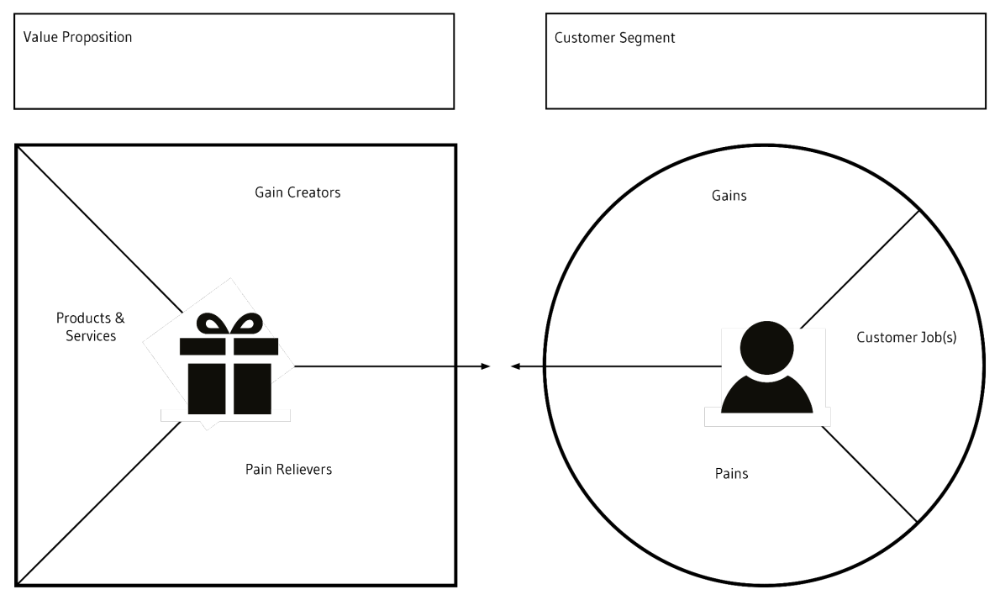 Value Proposition
Customer Segment
Gain Creators
Products &
Services
Pain Relievers
Gains
Customer Job(s)
Pains